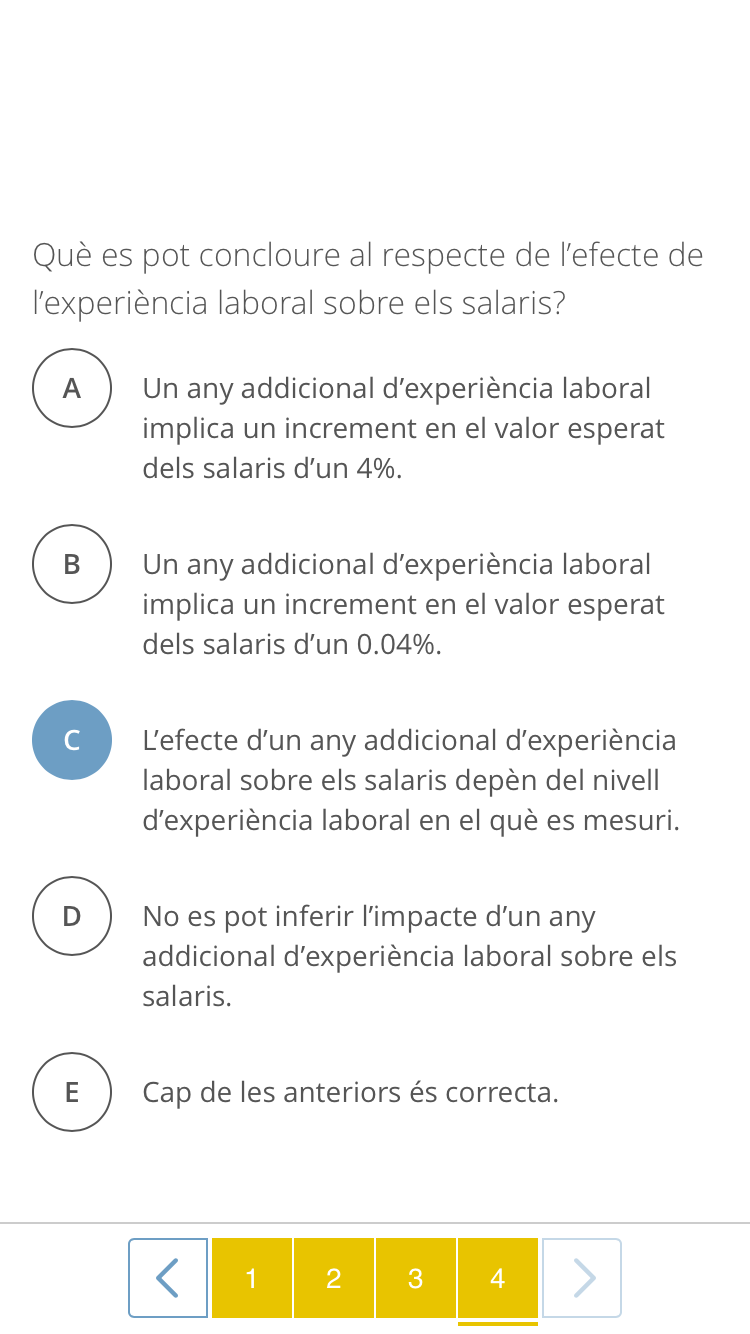 Què es pot concloure al respecte de l’efecte de
l’experiència laboral sobre els salaris?
A
Un any addicional d’experiència laboral
implica un increment en el valor esperat
dels salaris d’un 4%.
B
Un any addicional d’experiència laboral
implica un increment en el valor esperat
dels salaris d’un 0.04%.
C
L’efecte d’un any addicional d’experiència
laboral sobre els salaris depèn del nivell
d’experiència laboral en el què es mesuri.
D
No es pot inferir l’impacte d’un any
addicional d’experiència laboral sobre els
salaris.
E
Cap de les anteriors és correcta.
1 2 3 4